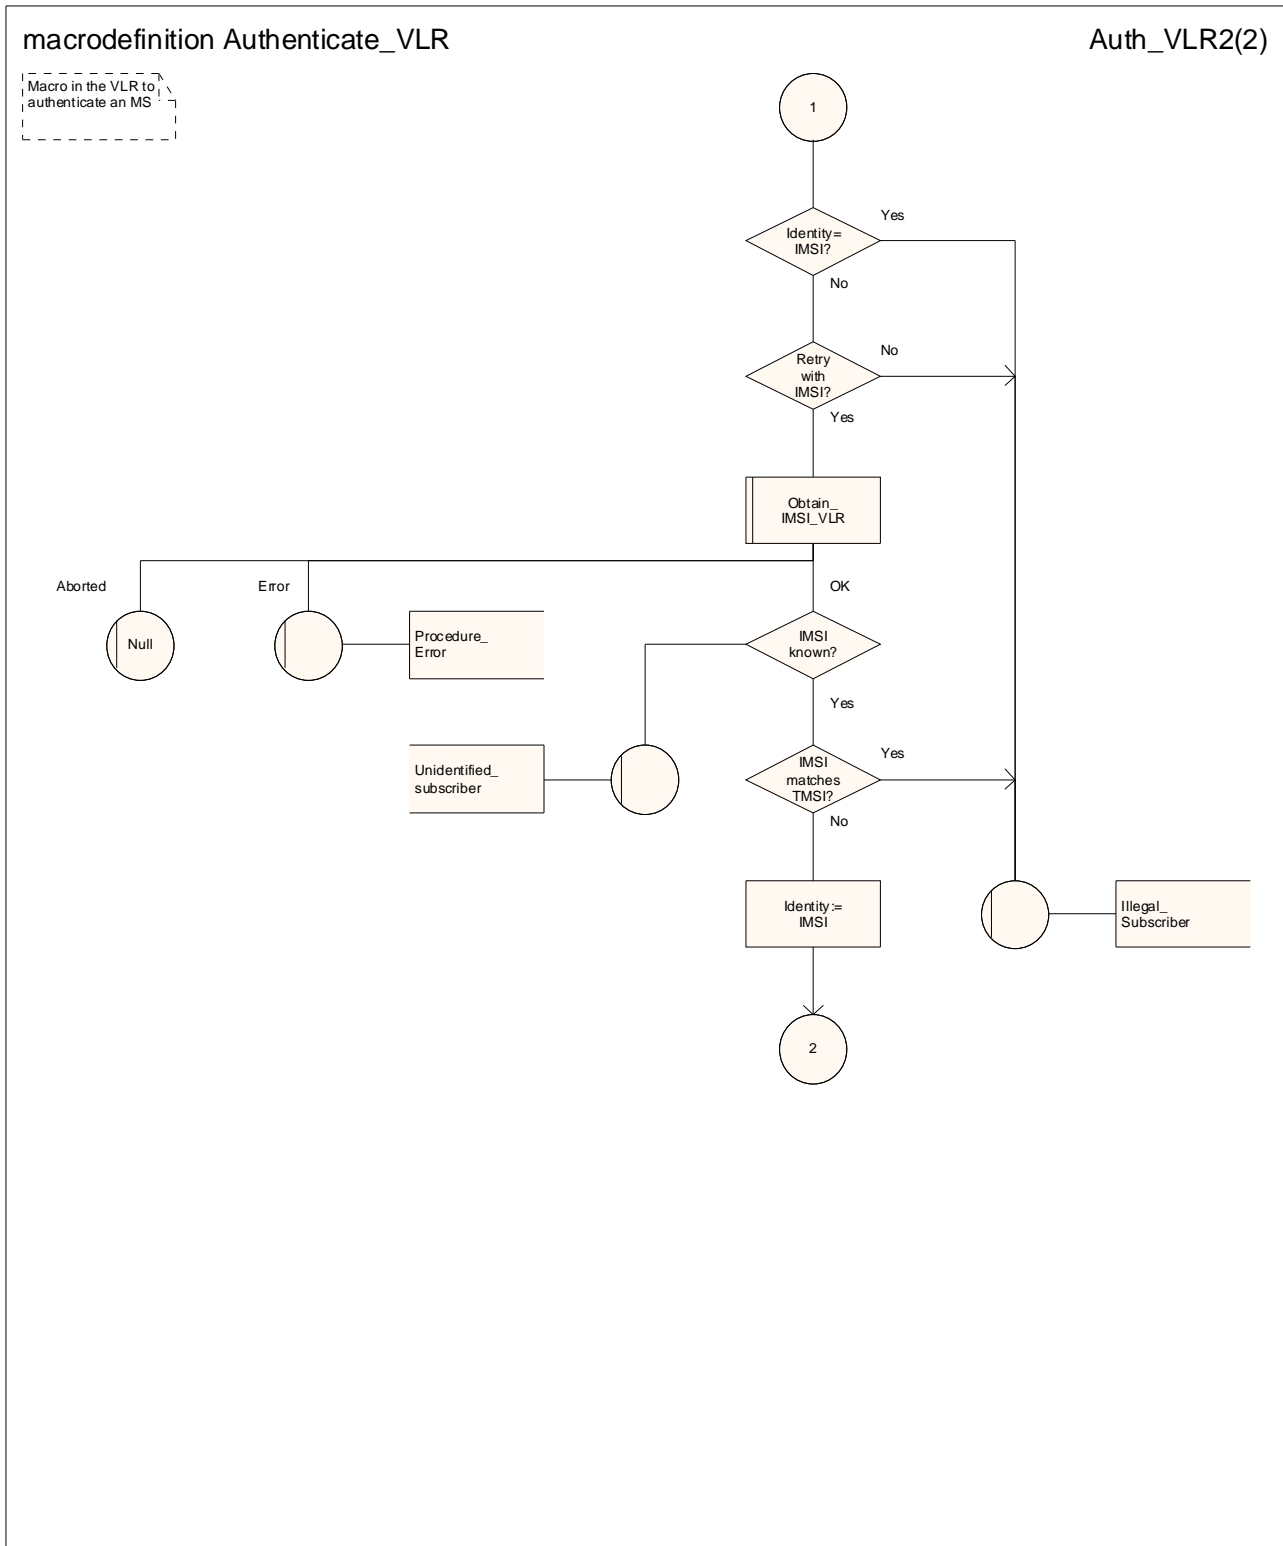 macrodefinition Authenticate_VLR
Auth_VLR2(2)
Macro in the VLR to
authenticate an MS
1
Yes
Identity=
IMSI?
No
No
Retry
with
IMSI?
Yes
Obtain_
IMSI_VLR
Aborted
Error
OK
Null
Procedure_
Error
IMSI
known?
Yes
Unidentified_
subscriber
IMSI
matches
TMSI?
Yes
No
Identity:=
IMSI
Illegal_
Subscriber
2